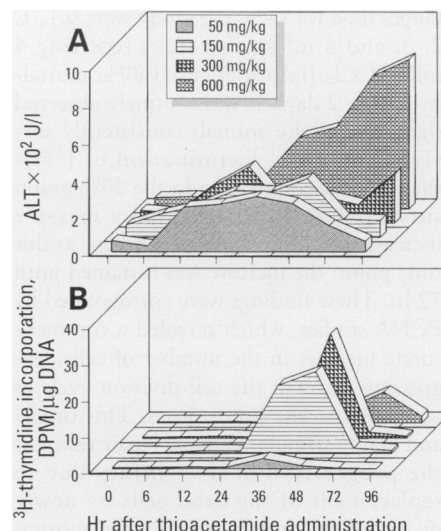 A
50 mg/kg
150 mg/kg
300 mg/kg
600 mg/kg
ALT × 10² U/l
10
8
6
4
2
0
B
³H-thymidine incorporation,
DPM/µg DNA
40
30
20
10
0
0 6 12 24 36 48 72 96
Hr after thioacetamide administration